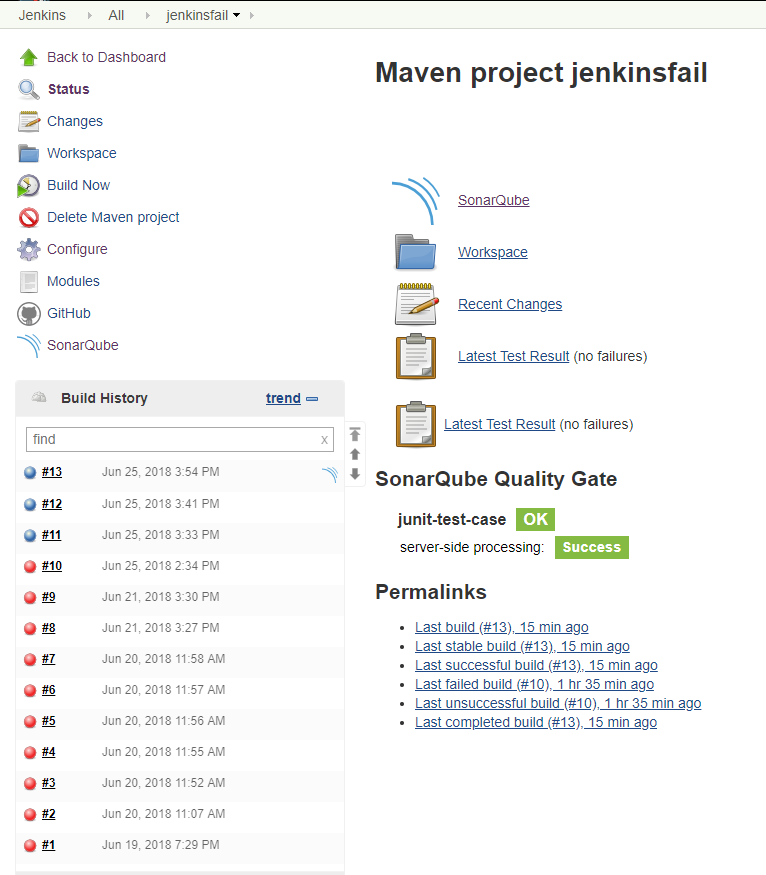 Jenkins All jenkinsfail
Back to Dashboard
Status
Changes
Workspace
Build Now
Delete Maven project
Configure
Modules
GitHub
SonarQube
Build History trend
find x
#13 Jun 25, 2018 3:54 PM
#12 Jun 25, 2018 3:41 PM
#11 Jun 25, 2018 3:33 PM
#10 Jun 25, 2018 2:34 PM
#9 Jun 21, 2018 3:30 PM
#8 Jun 21, 2018 3:27 PM
#7 Jun 20, 2018 11:58 AM
#6 Jun 20, 2018 11:57 AM
#5 Jun 20, 2018 11:56 AM
#4 Jun 20, 2018 11:55 AM
#3 Jun 20, 2018 11:52 AM
#2 Jun 20, 2018 11:07 AM
#1 Jun 19, 2018 7:29 PM
Maven project jenkinsfail
SonarQube
Workspace
Recent Changes
Latest Test Result (no failures)
Latest Test Result (no failures)
SonarQube Quality Gate
junit-test-case OK
server-side processing: Success
Permalinks
Last build (#13), 15 min ago
Last stable build (#13), 15 min ago
Last successful build (#13), 15 min ago
Last failed build (#10), 1 hr 35 min ago
Last unsuccessful build (#10), 1 hr 35 min ago
Last completed build (#13), 15 min ago